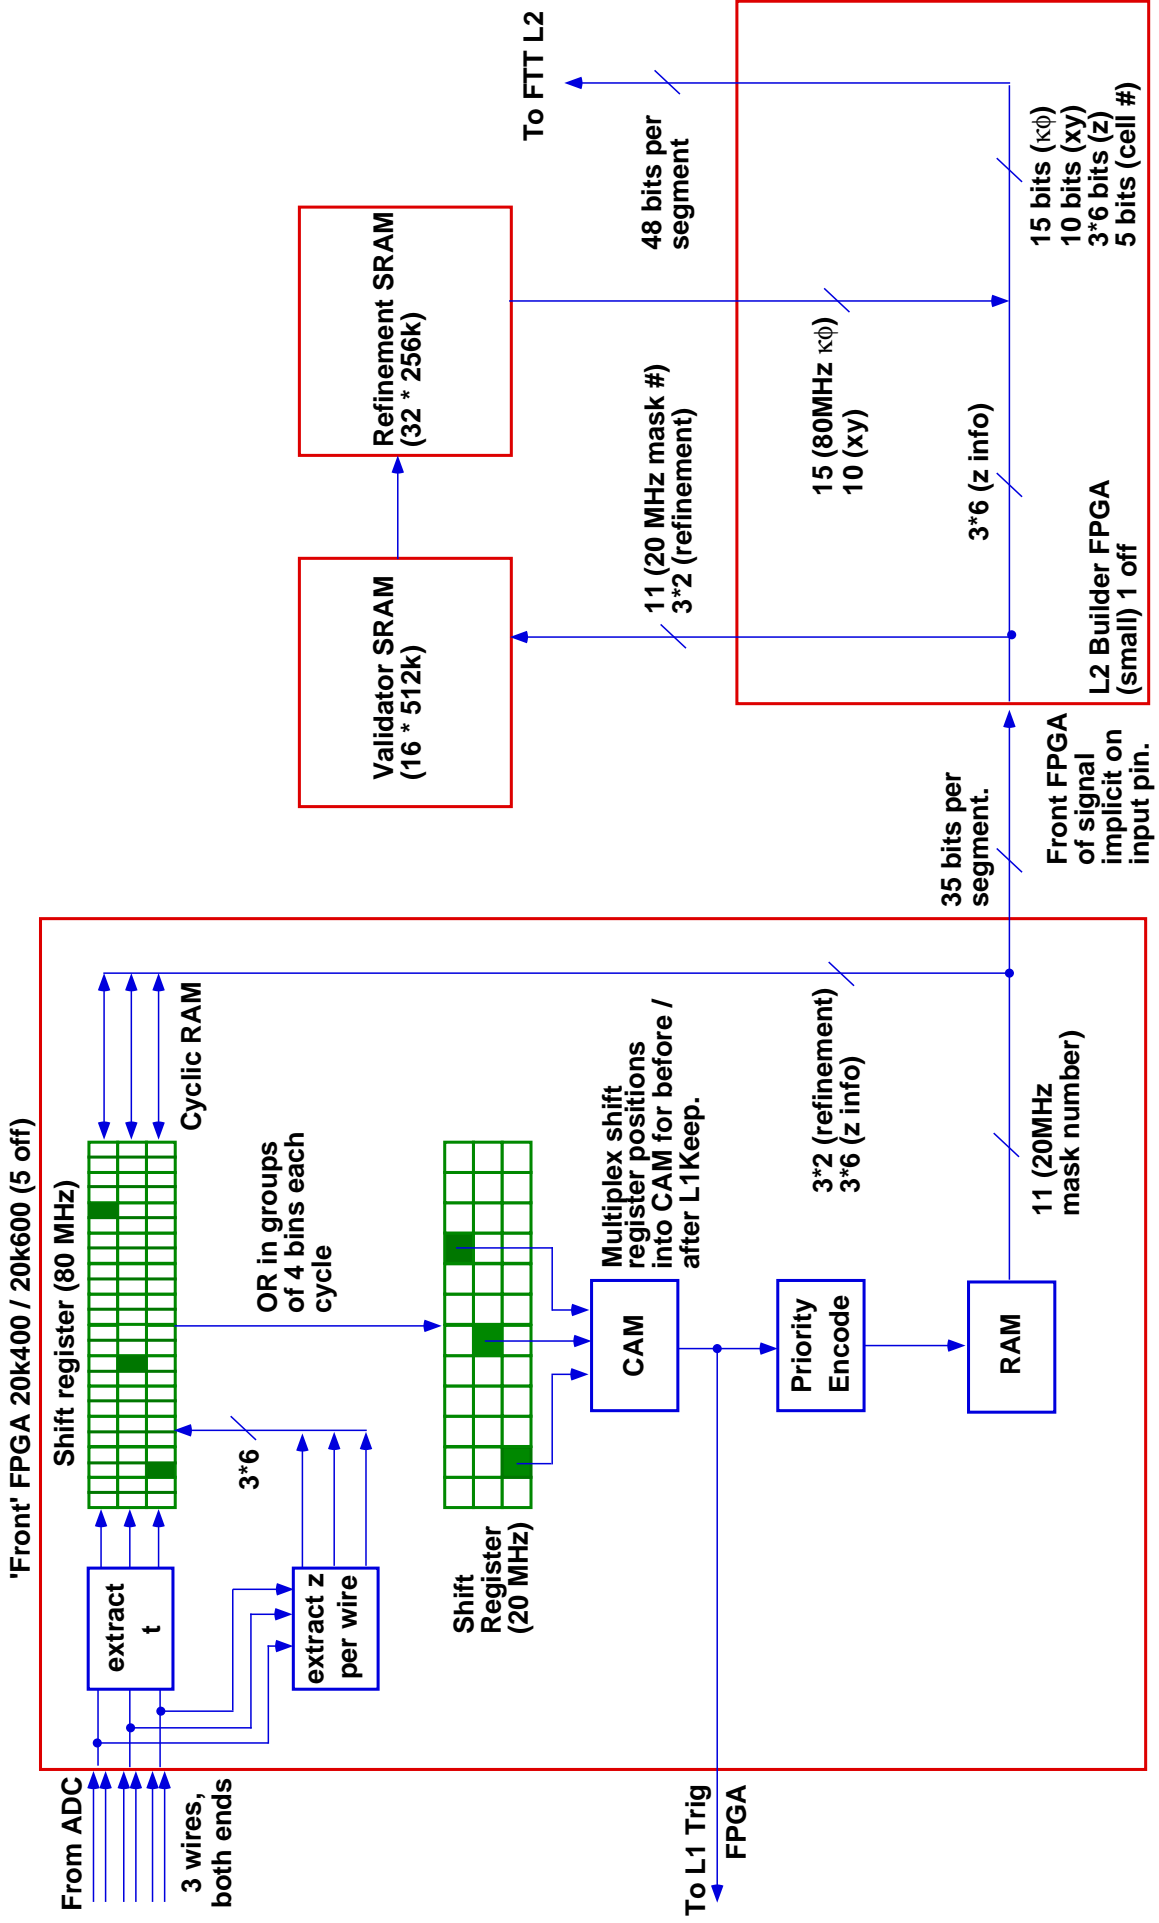 'Front' FPGA 20k400 / 20k600 (5 off)
Shift register (80 MHz)
From ADC
3 wires,
both ends
extract
t
extract z
per wire
3*6
Cyclic RAM
OR in groups
of 4 bins each
cycle
Shift
Register
(20 MHz)
Multiplex shift
register positions
into CAM for before /
after L1Keep.
CAM
To L1 Trig
FPGA
Priority
Encode
RAM
3*2 (refinement)
3*6 (z info)
11 (20MHz
mask number)
35 bits per
segment.
Front FPGA
of signal
implicit on
input pin.
Validator SRAM
(16 * 512k)
Refinement SRAM
(32 * 256k)
11 (20 MHz mask #)
3*2 (refinement)
15 (80MHz κφ)
10 (xy)
3*6 (z info)
L2 Builder FPGA
(small) 1 off
48 bits per
segment
To FTT L2
15 bits (κφ)
10 bits (xy)
3*6 bits (z)
5 bits (cell #)